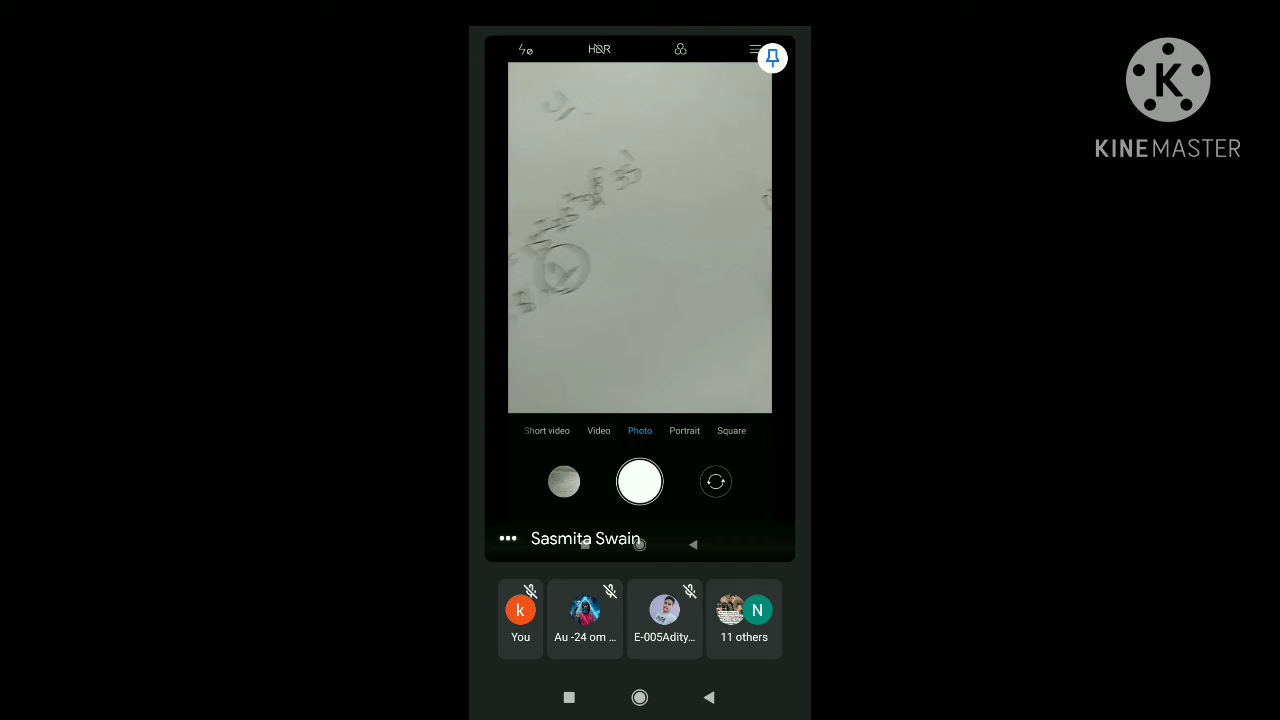 HDR
K
KINEMASTER
Short video Video Photo Portrait Square
Sasmita Swain
k N
You Au -24 om ... E-005Adity... 11 others